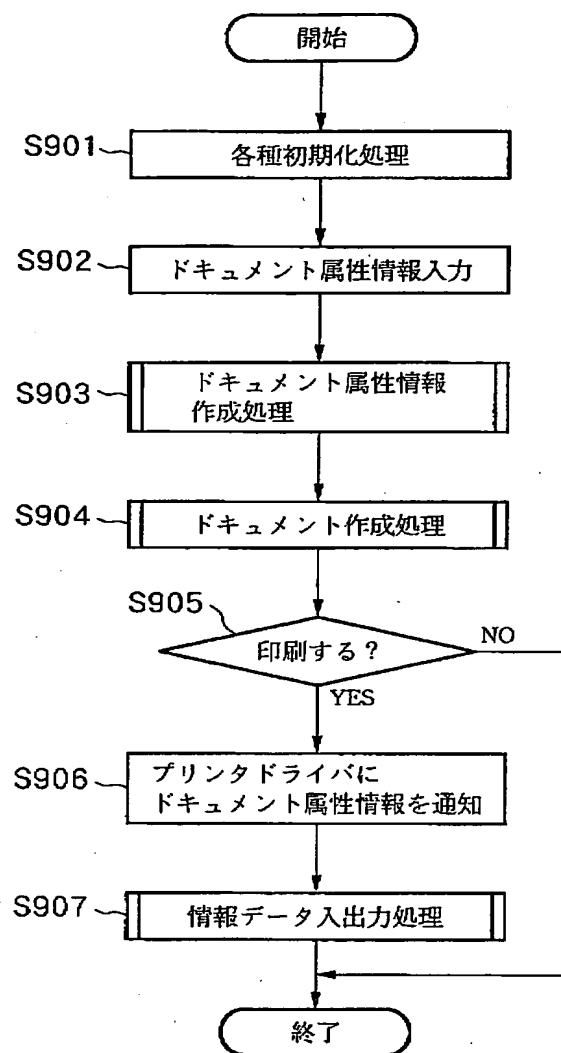 開始
S901
各種初期化処理
S902
ドキュメント属性情報入力
S903
ドキュメント属性情報
作成処理
S904
ドキュメント作成処理
S905
印刷する?
NO
YES
S906
プリンタドライバに
ドキュメント属性情報を通知
S907
情報データ入出力処理
終了